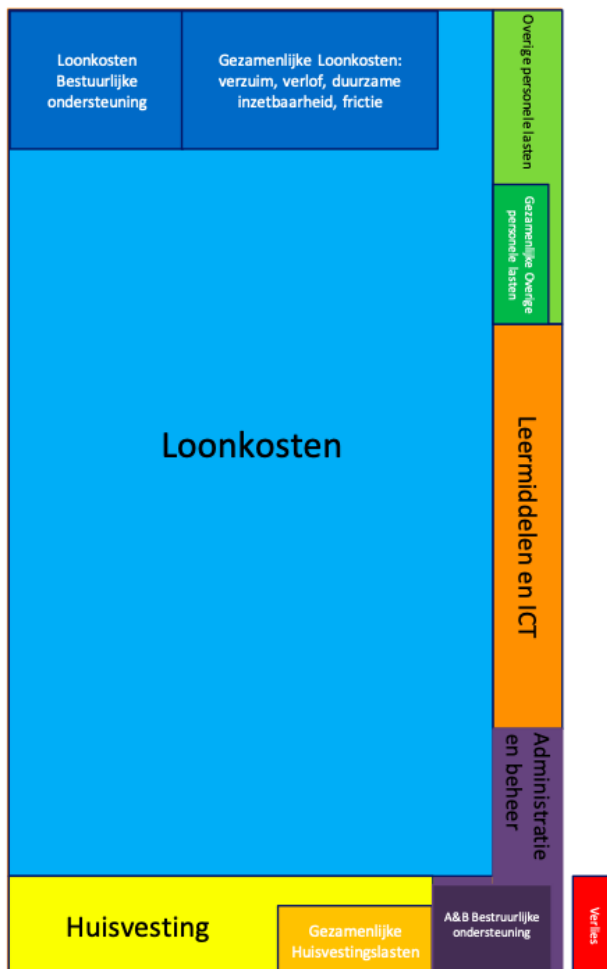 Loonkosten
Bestuurlijke
ondersteuning
Gezamenlijke Loonkosten:
verzuim, verlof, duurzame
inzetbaarheid, frictie
Overige personele lasten
Gezamenlijke Overige
personele lasten
Loonkosten
Leermiddelen en ICT
Administratie
en beheer
Huisvesting
Gezamenlijke
Huisvestingslasten
A&B Bestruurlijke
ondersteuning
Verlies